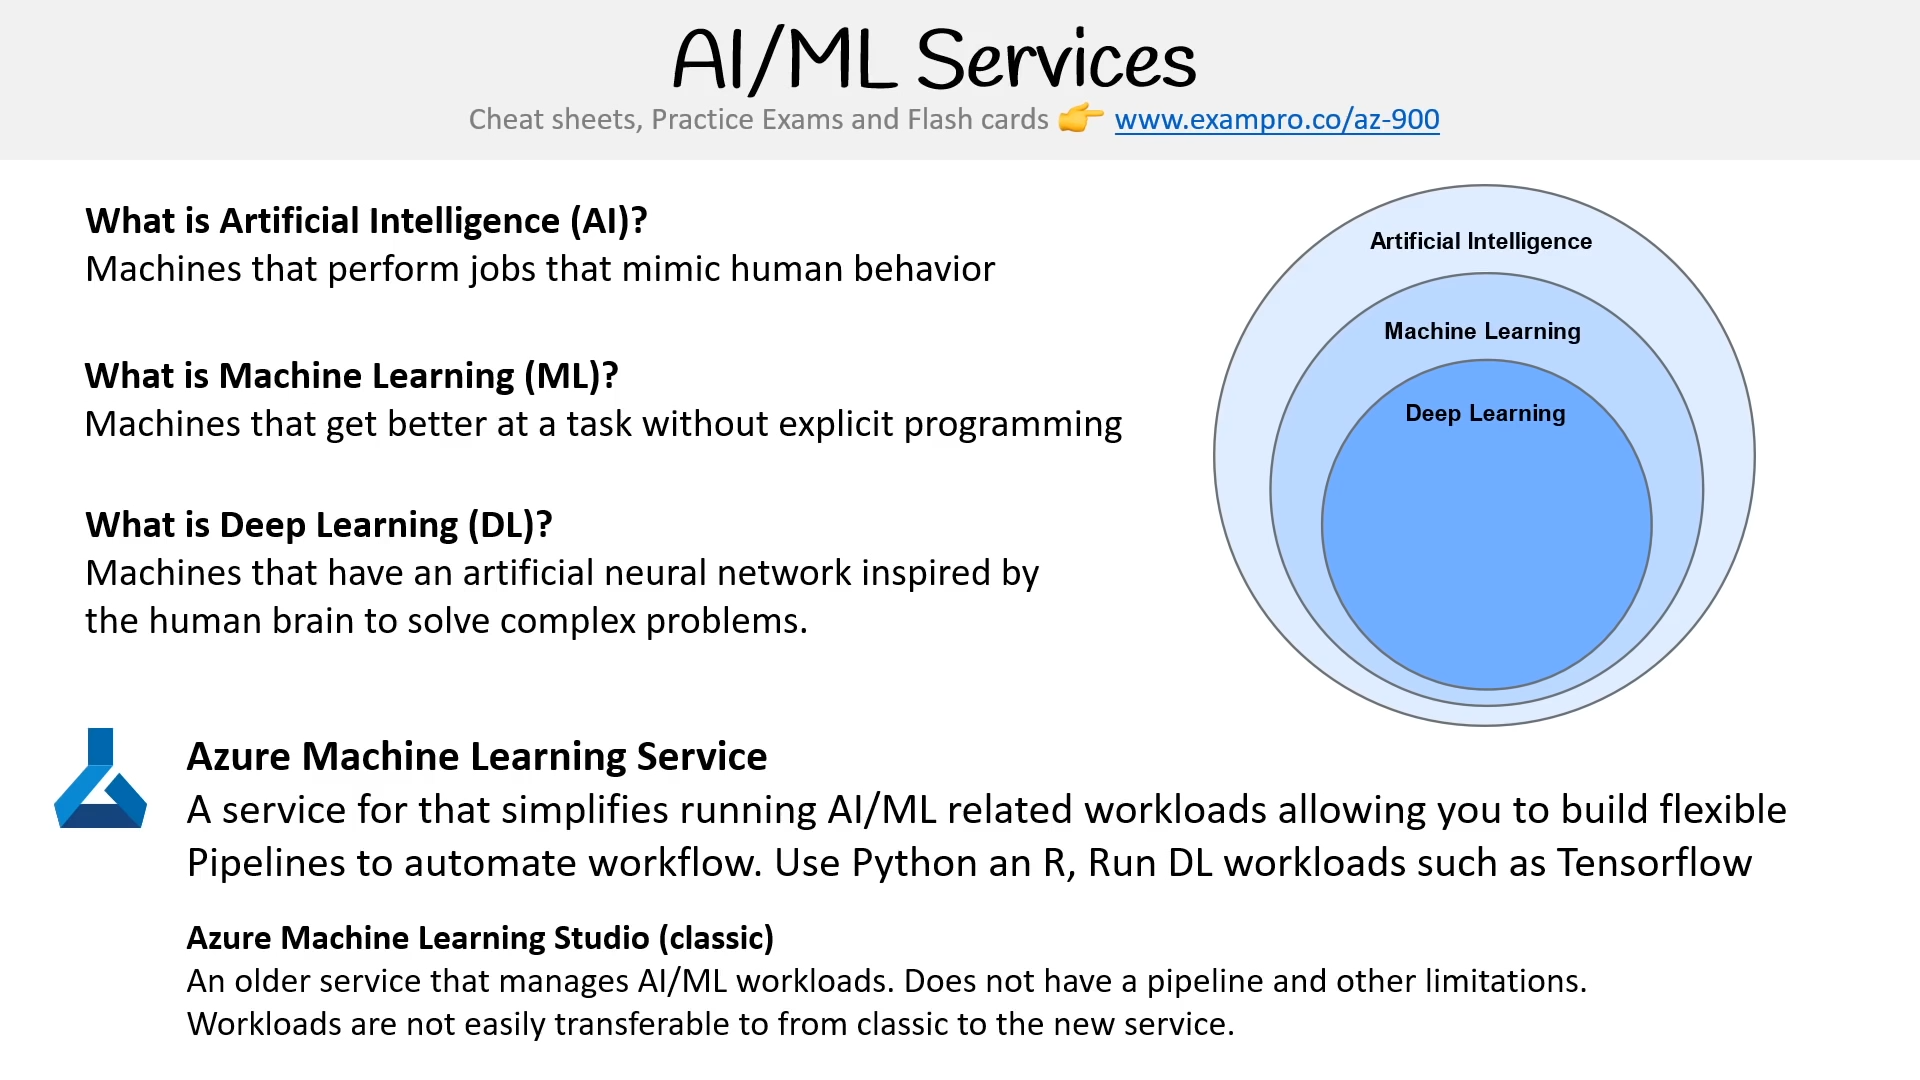 AI/ML Services
Cheat sheets, Practice Exams and Flash cards 👉 www.exampro.co/az-900
What is Artificial Intelligence (AI)?
Machines that perform jobs that mimic human behavior
What is Machine Learning (ML)?
Machines that get better at a task without explicit programming
What is Deep Learning (DL)?
Machines that have an artificial neural network inspired by
the human brain to solve complex problems.
Artificial Intelligence
Machine Learning
Deep Learning
Azure Machine Learning Service
A service for that simplifies running AI/ML related workloads allowing you to build flexible
Pipelines to automate workflow. Use Python an R, Run DL workloads such as Tensorflow
Azure Machine Learning Studio (classic)
An older service that manages AI/ML workloads. Does not have a pipeline and other limitations.
Workloads are not easily transferable to from classic to the new service.